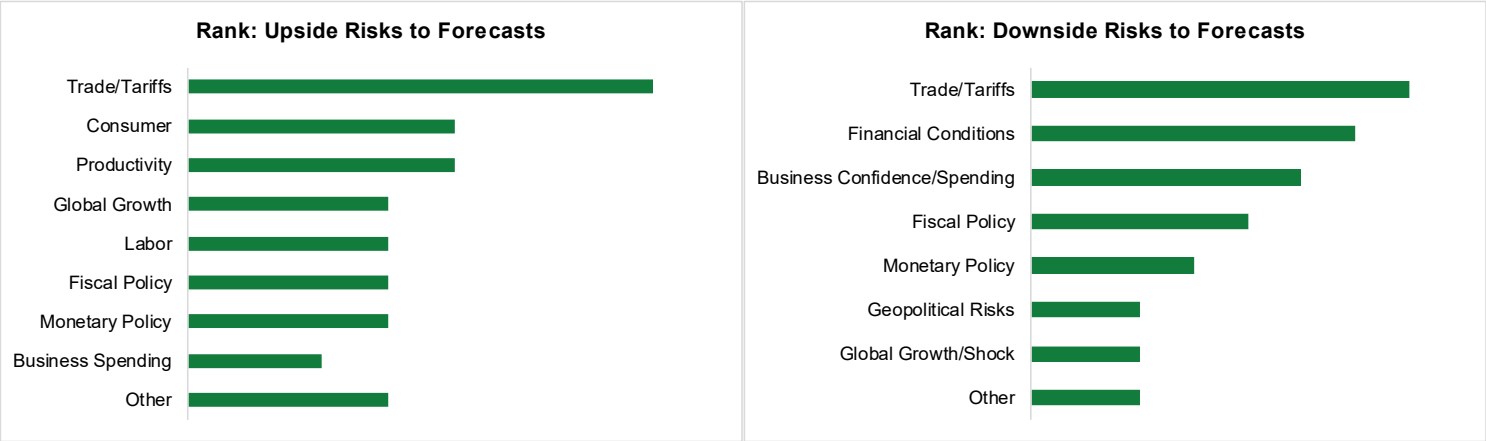 Rank: Upside Risks to Forecasts
Trade/Tariffs
Consumer
Productivity
Global Growth
Labor
Fiscal Policy
Monetary Policy
Business Spending
Other
Rank: Downside Risks to Forecasts
Trade/Tariffs
Financial Conditions
Business Confidence/Spending
Fiscal Policy
Monetary Policy
Geopolitical Risks
Global Growth/Shock
Other